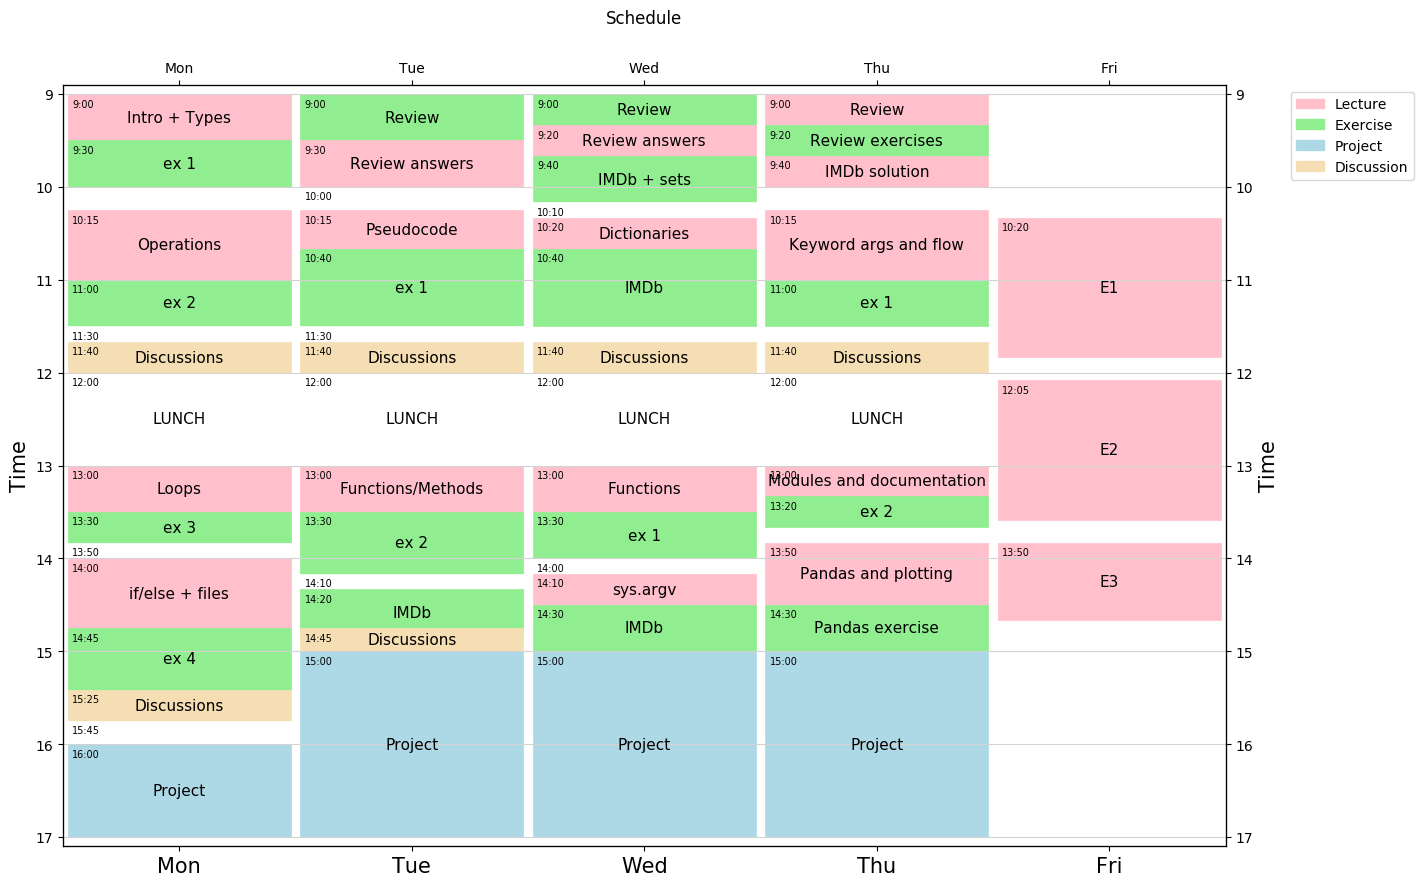 Schedule
Mon Tue Wed Thu Fri
Lecture
Exercise
Project
Discussion
Time
9
10
11
12
13
14
15
16
17
9:00
Intro + Types
9:30
ex 1
10:15
Operations
11:00
ex 2
11:30
11:40
Discussions
12:00
LUNCH
13:00
Loops
13:30
ex 3
13:50
14:00
if/else + files
14:45
ex 4
15:25
Discussions
15:45
16:00
Project
9:00
Review
9:30
Review answers
10:00
10:15
Pseudocode
10:40
ex 1
11:30
11:40
Discussions
12:00
LUNCH
13:00
Functions/Methods
13:30
ex 2
14:10
14:20
IMDb
14:45
Discussions
15:00
Project
9:00
Review
9:20
Review answers
9:40
IMDb + sets
10:10
10:20
Dictionaries
10:40
IMDb
11:40
Discussions
12:00
LUNCH
13:00
Functions
13:30
ex 1
14:00
14:10
sys.argv
14:30
IMDb
15:00
Project
9:00
Review
9:20
Review exercises
9:40
IMDb solution
10:15
Keyword args and flow
11:00
ex 1
11:40
Discussions
12:00
LUNCH
13:00
Modules and documentation
13:20
ex 2
13:50
Pandas and plotting
14:30
Pandas exercise
15:00
Project
10:20
E1
12:05
E2
13:50
E3
9
10
11
12
13
14
15
16
17
Time
Mon Tue Wed Thu Fri